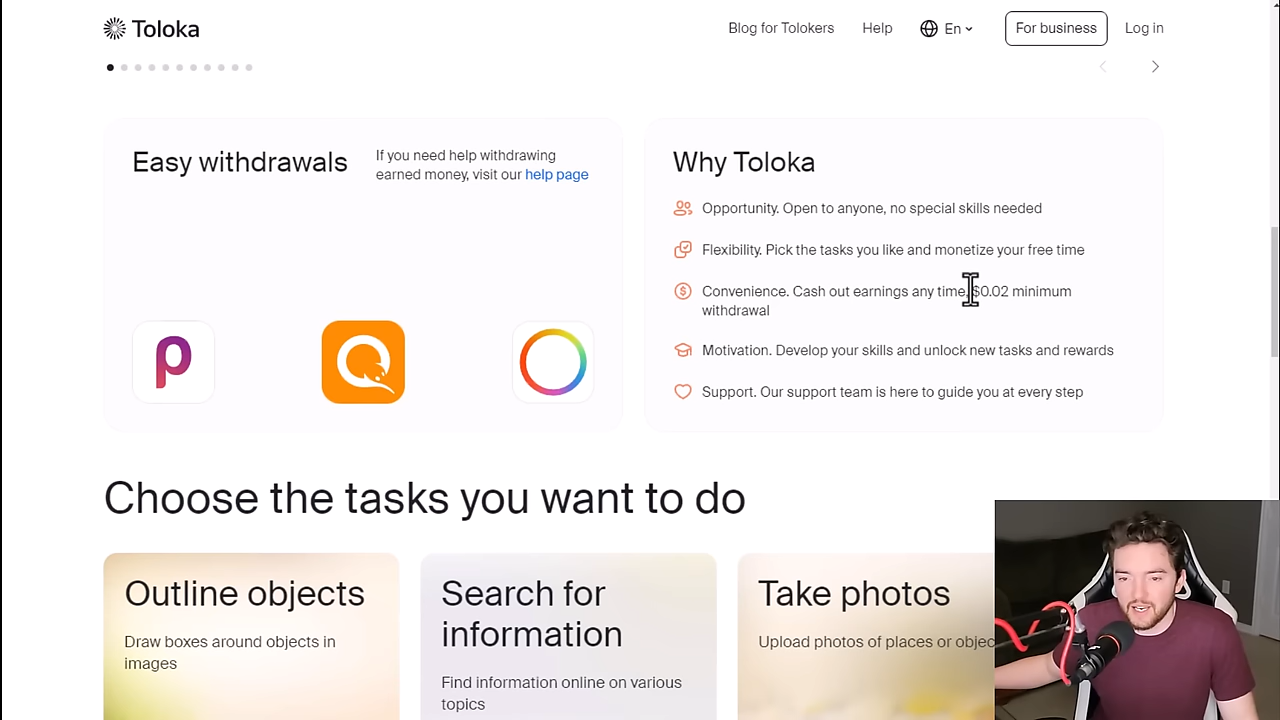 Toloka
Blog for Tolokers
Help
En
For business
Log in
Easy withdrawals
If you need help withdrawing
earned money, visit our help page
Why Toloka
Opportunity. Open to anyone, no special skills needed
Flexibility. Pick the tasks you like and monetize your free time
Convenience. Cash out earnings any time, $0.02 minimum
withdrawal
Motivation. Develop your skills and unlock new tasks and rewards
Support. Our support team is here to guide you at every step
Choose the tasks you want to do
Outline objects
Draw boxes around objects in
images
Search for
information
Find information online on various
topics
Take photos
Upload photos of places or objec